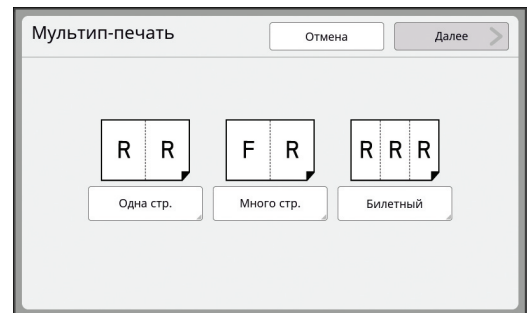 Мультип-печать
Отмена
Далее
R R
F R
R R R
Одна стр.
Много стр.
Билетный